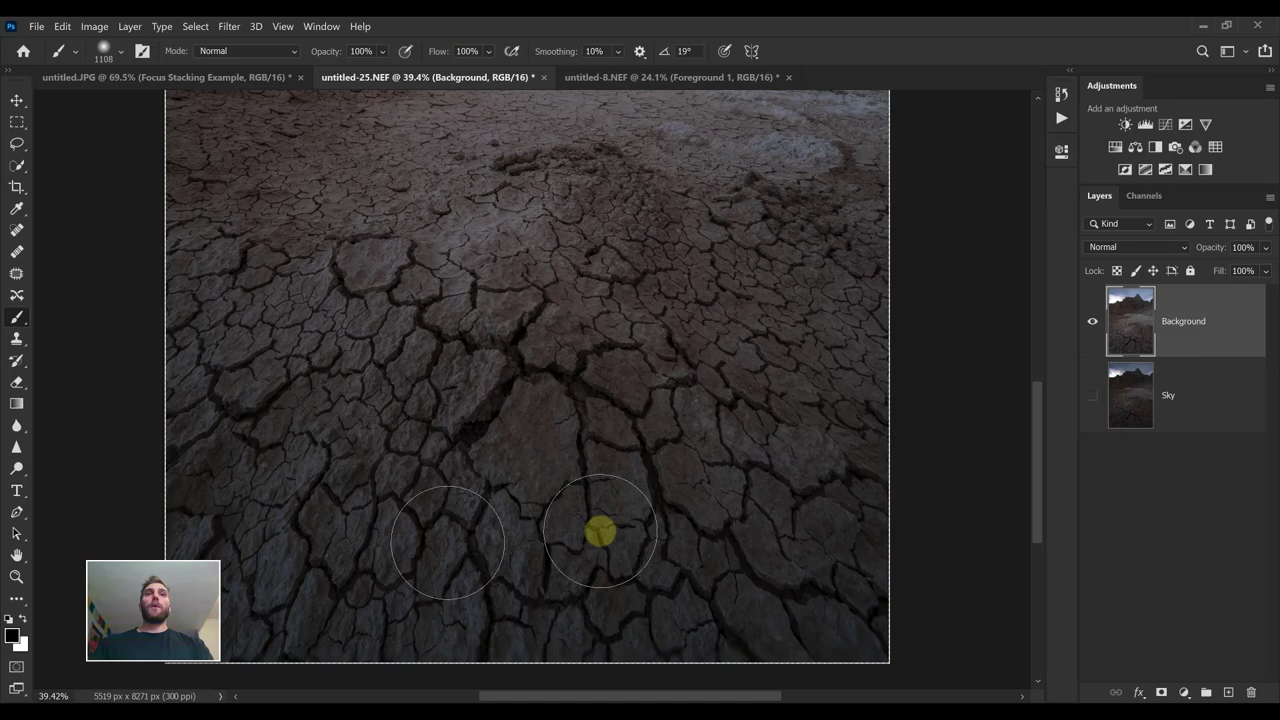 Ps File Edit Image Layer Type Select Filter 3D View Window Help
1108 Mode: Normal Opacity: 100% Flow: 100% Smoothing: 10% 19°
untitled.JPG @ 69.5% (Focus Stacking Example, RGB/16) * untitled-25.NEF @ 39.4% (Background, RGB/16) * untitled-8.NEF @ 24.1% (Foreground 1, RGB/16) *
Adjustments
Add an adjustment
Layers Channels
Kind
Normal Opacity: 100%
Lock: Fill: 100%
Background
Sky
39.42% 5519 px x 8271 px (300 ppi)